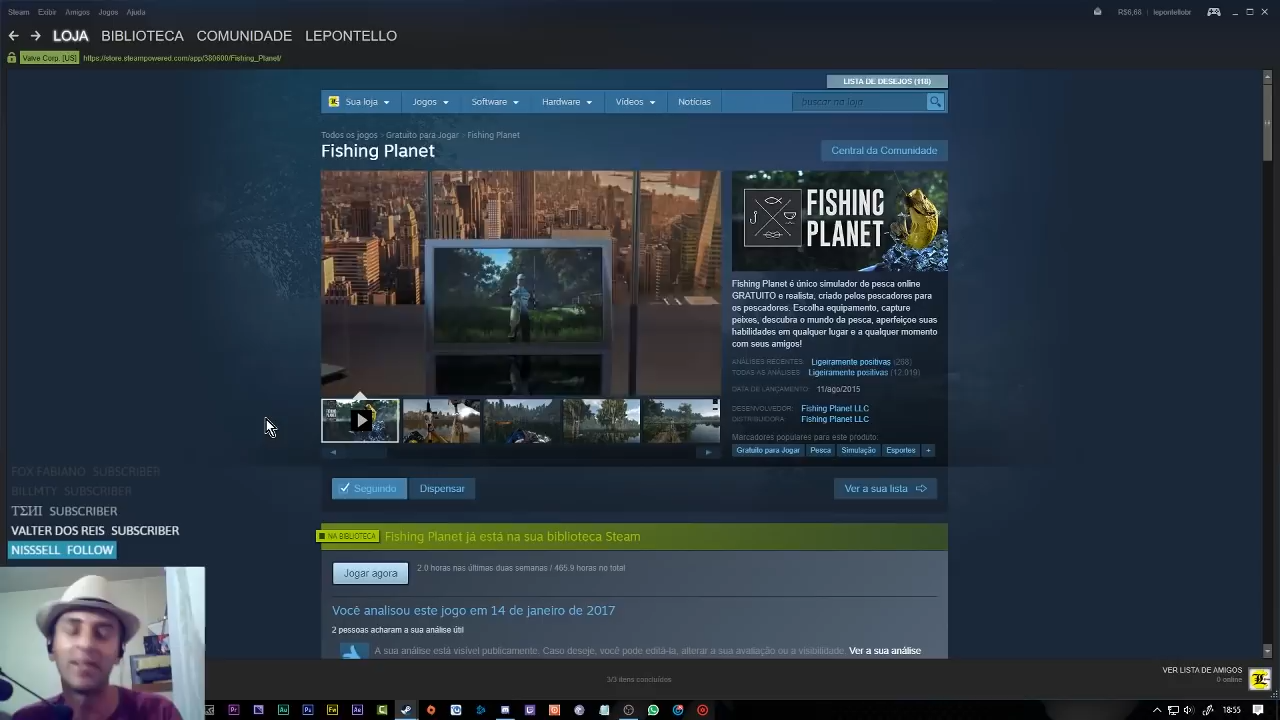 Steam Exibir Amigos Jogos Ajuda R$6,66 lepontellobr
LOJA BIBLIOTECA COMUNIDADE LEPONTELLO
Valve Corp. [US] https://store.steampowered.com/app/380600/Fishing_Planet/
LISTA DE DESEJOS (118)
Sua loja Jogos Software Hardware Vídeos Notícias buscar na loja
Todos os jogos > Gratuito para Jogar > Fishing Planet
Fishing Planet
Central da Comunidade
FISHING
PLANET
Fishing Planet é único simulador de pesca online
GRATUITO e realista, criado pelos pescadores para
os pescadores. Escolha equipamento, capture
peixes, descubra o mundo da pesca, aperfeiçoe suas
habilidades em qualquer lugar e a qualquer momento
com seus amigos!
ANÁLISES RECENTES: Ligeiramente positivas (268)
TODAS AS ANÁLISES: Ligeiramente positivas (12,019)
DATA DE LANÇAMENTO: 11/ago/2015
DESENVOLVEDOR: Fishing Planet LLC
DISTRIBUIDORA: Fishing Planet LLC
Marcadores populares para este produto:
Gratuito para Jogar Pesca Simulação Esportes +
FOX FABIANO SUBSCRIBER
BILLMTY SUBSCRIBER
ΤΣΉΙ SUBSCRIBER
VALTER DOS REIS SUBSCRIBER
NISSSELL FOLLOW
Seguindo Dispensar Ver a sua lista
NA BIBLIOTECA Fishing Planet já está na sua biblioteca Steam
Jogar agora 2.0 horas nas últimas duas semanas / 465.9 horas no total
Você analisou este jogo em 14 de janeiro de 2017
2 pessoas acharam a sua análise útil
A sua análise está visível publicamente. Caso deseje, você pode editá-la, alterar a sua avaliação ou a visibilidade. Ver a sua análise
3/3 itens concluídos
VER LISTA DE AMIGOS
0 online
18:55